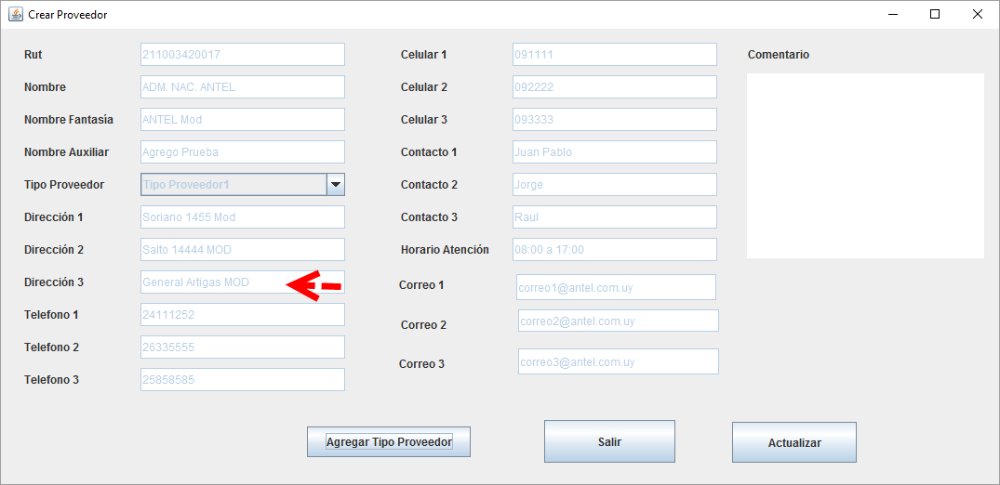 Crear Proveedor
Rut 211003420017
Nombre ADM. NAC. ANTEL
Nombre Fantasía ANTEL Mod
Nombre Auxiliar Agrego Prueba
Tipo Proveedor Tipo Proveedor1
Dirección 1 Soriano 1455 Mod
Dirección 2 Salto 14444 MOD
Dirección 3 General Artigas MOD
Telefono 1 24111252
Telefono 2 26335555
Telefono 3 25858585
Celular 1 091111
Celular 2 092222
Celular 3 093333
Contacto 1 Juan Pablo
Contacto 2 Jorge
Contacto 3 Raul
Horario Atención 08:00 a 17:00
Correo 1 correo1@antel.com.uy
Correo 2 correo2@antel.com.uy
Correo 3 correo3@antel.com.uy
Comentario
Agregar Tipo Proveedor
Salir
Actualizar